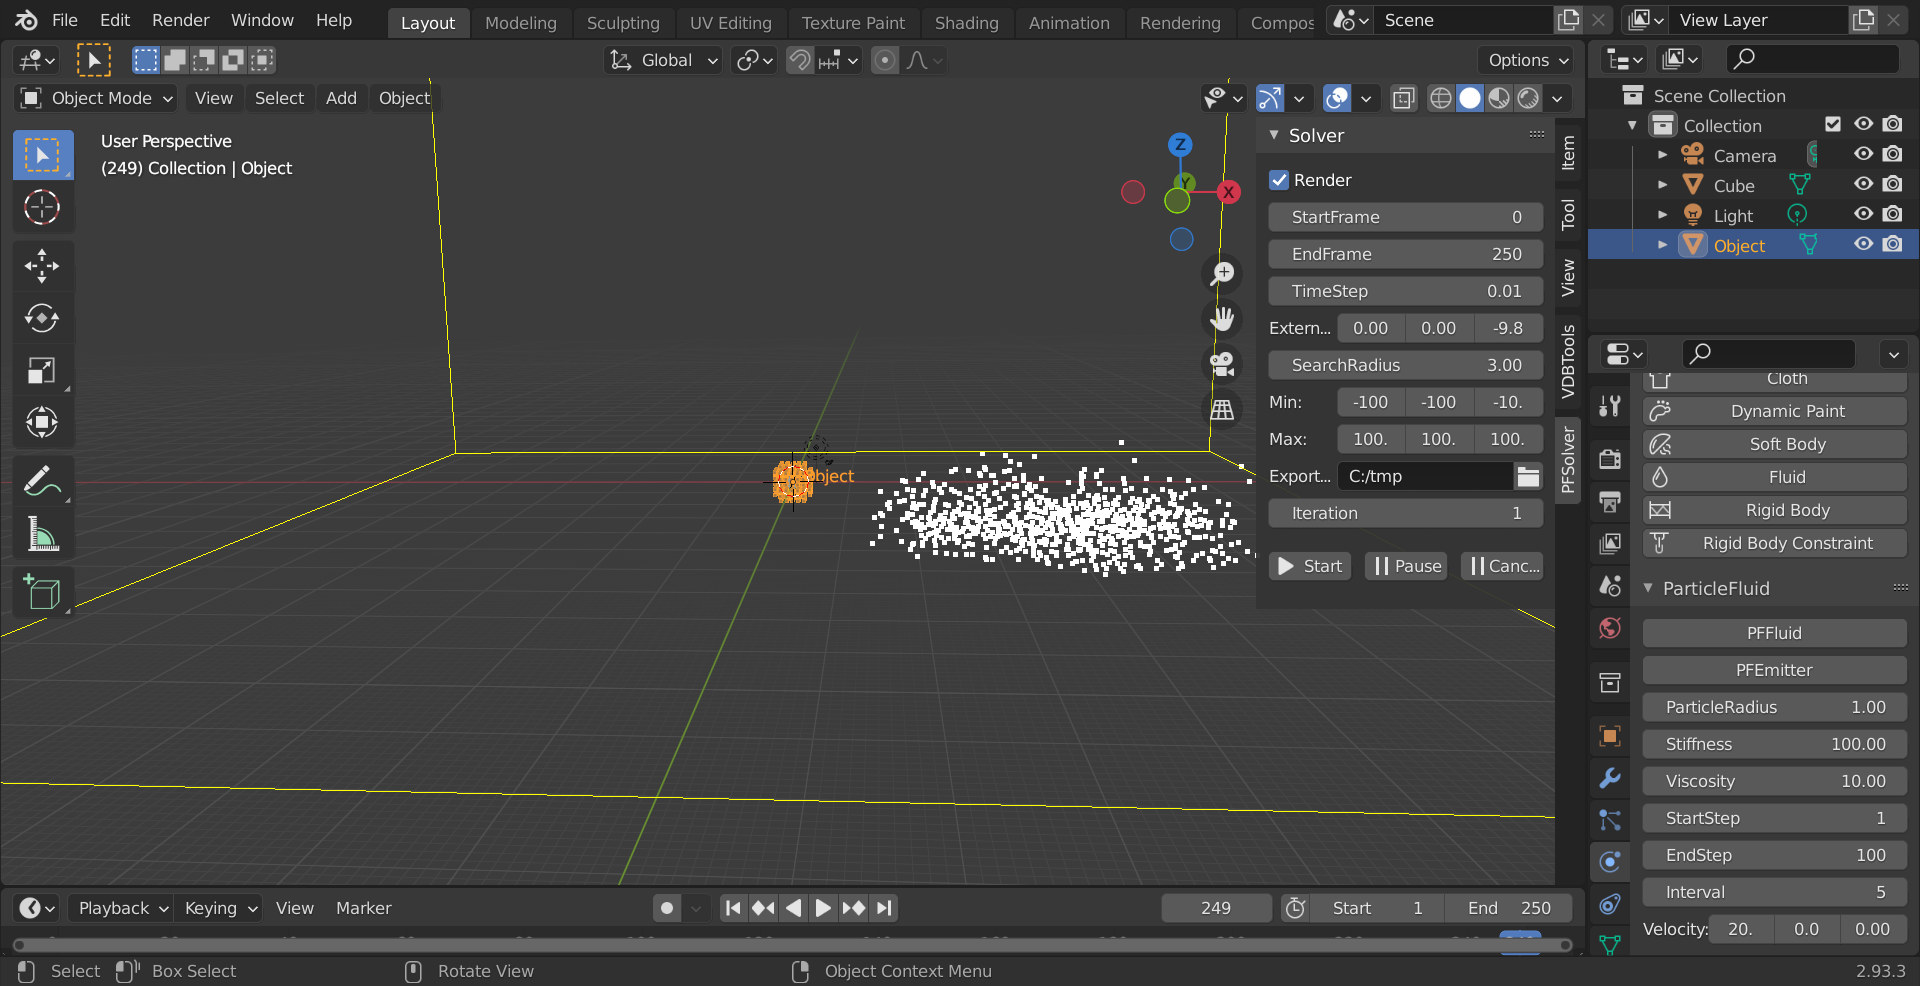 File Edit Render Window Help Layout Modeling Sculpting UV Editing Texture Paint Shading Animation Rendering Compos Scene View Layer
Global Options
Object Mode View Select Add Object
User Perspective
(249) Collection | Object
Z
Y
X
Object
Solver
Render
StartFrame 0
EndFrame 250
TimeStep 0.01
Extern... 0.00 0.00 -9.8
SearchRadius 3.00
Min: -100 -100 -10.
Max: 100. 100. 100.
Export... C:/tmp
Iteration 1
Start Pause Canc...
Item
Tool
View
VDBTools
PFSolver
Scene Collection
Collection
Camera
Cube
Light
Object
Cloth
Dynamic Paint
Soft Body
Fluid
Rigid Body
Rigid Body Constraint
ParticleFluid
PFFluid
PFEmitter
ParticleRadius 1.00
Stiffness 100.00
Viscosity 10.00
StartStep 1
EndStep 100
Interval 5
Velocity: 20. 0.0 0.00
Playback Keying View Marker 249 Start 1 End 250
Select Box Select Rotate View Object Context Menu 2.93.3